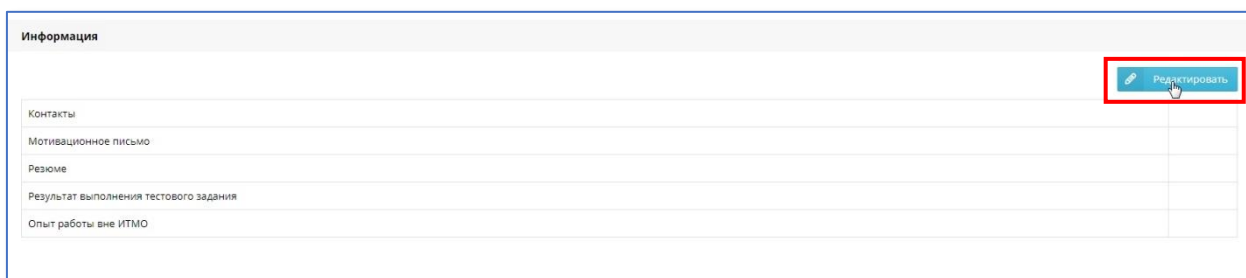 Информация
Редактировать
Контакты
Мотивационное письмо
Резюме
Результат выполнения тестового задания
Опыт работы вне ИТМО